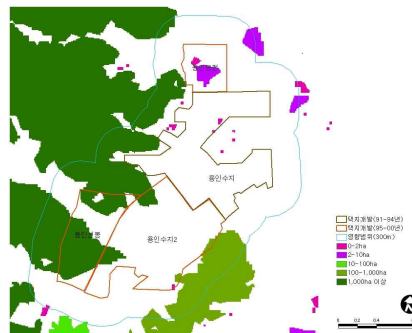 용인수지
용인수지2
택지개발(91-94년)
택지개발(95-00년)
영향범위(300m)
0-2ha
2-10ha
10-100ha
100-1,000ha
1,000ha 이상
0 0.2 0.4